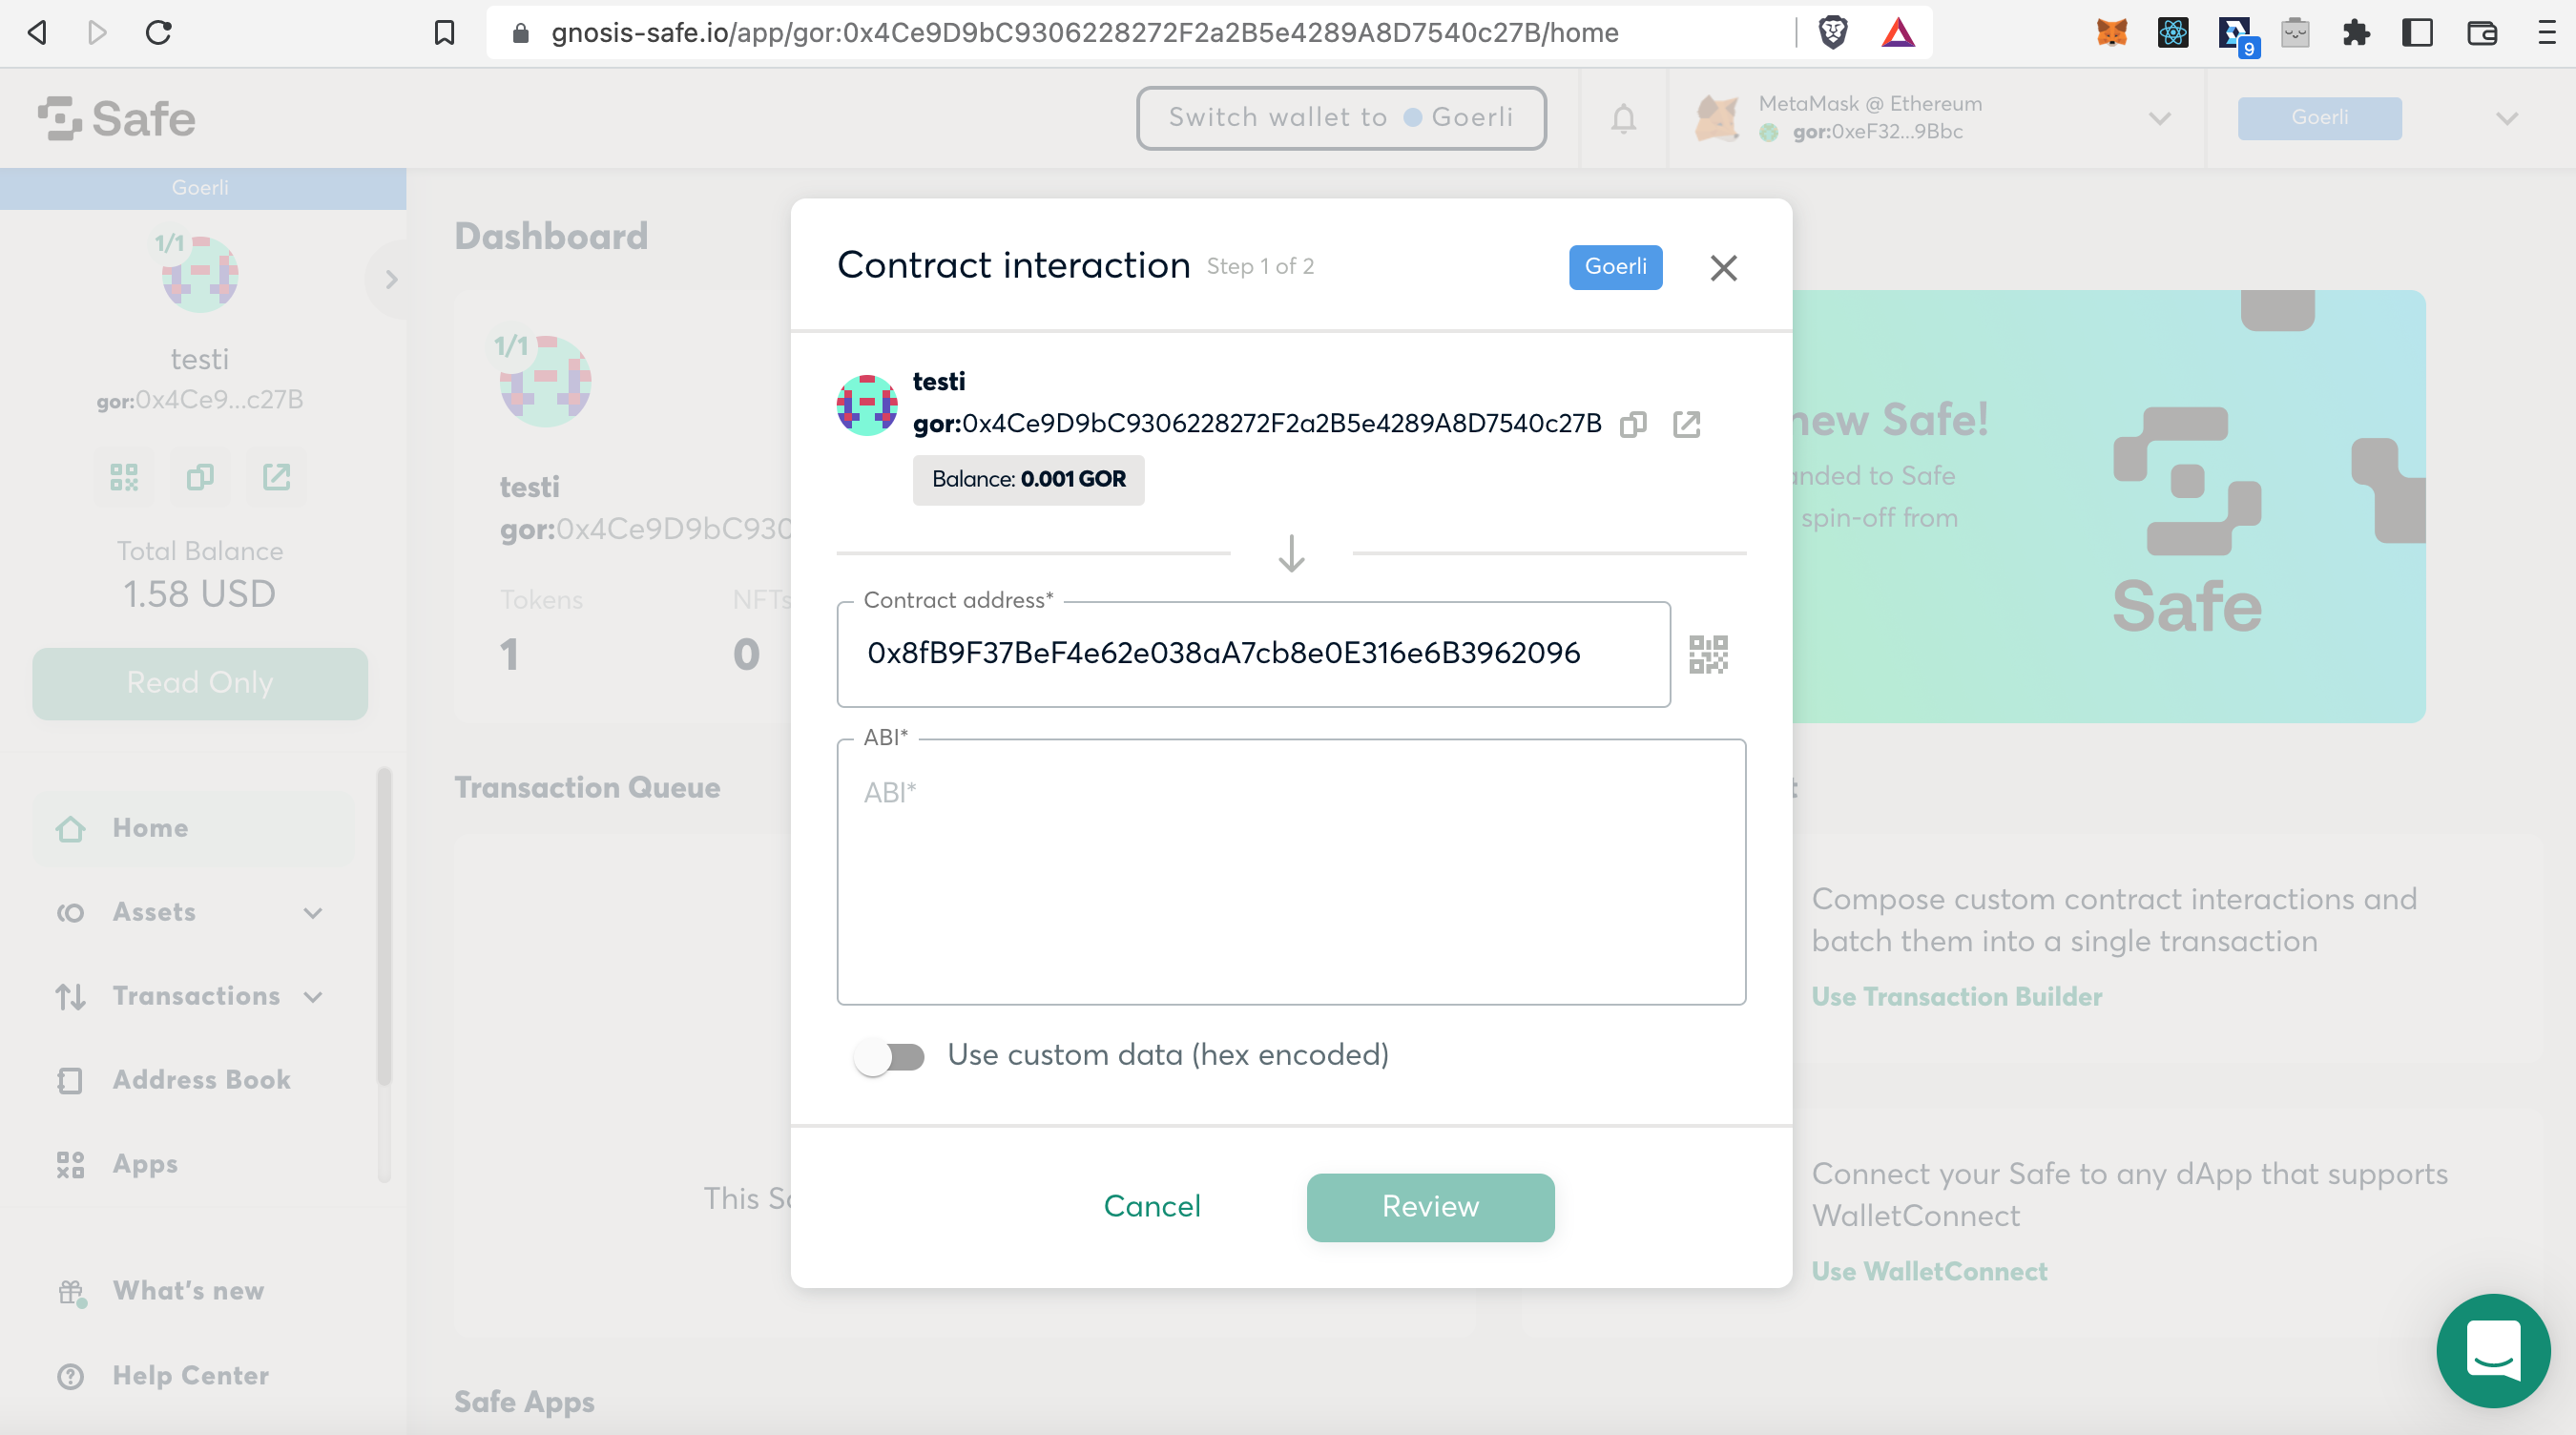 gnosis-safe.io/app/gor:0x4Ce9D9bC9306228272F2a2B5e4289A8D7540c27B/home
9
Safe
Switch wallet to Goerli
MetaMask @ Ethereum
gor:0xeF32...9Bbc
Goerli
Goerli
1/1
testi
gor:0x4Ce9...c27B
Total Balance
1.58 USD
Read Only
Home
Assets
Transactions
Address Book
Apps
What's new
Help Center
Dashboard
1/1
testi
gor:0x4Ce9D9bC930
Tokens
NFTs
1
0
Transaction Queue
This Sa
Safe Apps
Contract interaction Step 1 of 2
Goerli
testi
gor:0x4Ce9D9bC9306228272F2a2B5e4289A8D7540c27B
Balance: 0.001 GOR
Contract address*
0x8fB9F37BeF4e62e038aA7cb8e0E316e6B3962096
ABI*
ABI*
Use custom data (hex encoded)
Cancel
Review
new Safe!
anded to Safe
spin-off from
Safe
t
Compose custom contract interactions and
batch them into a single transaction
Use Transaction Builder
Connect your Safe to any dApp that supports
WalletConnect
Use WalletConnect